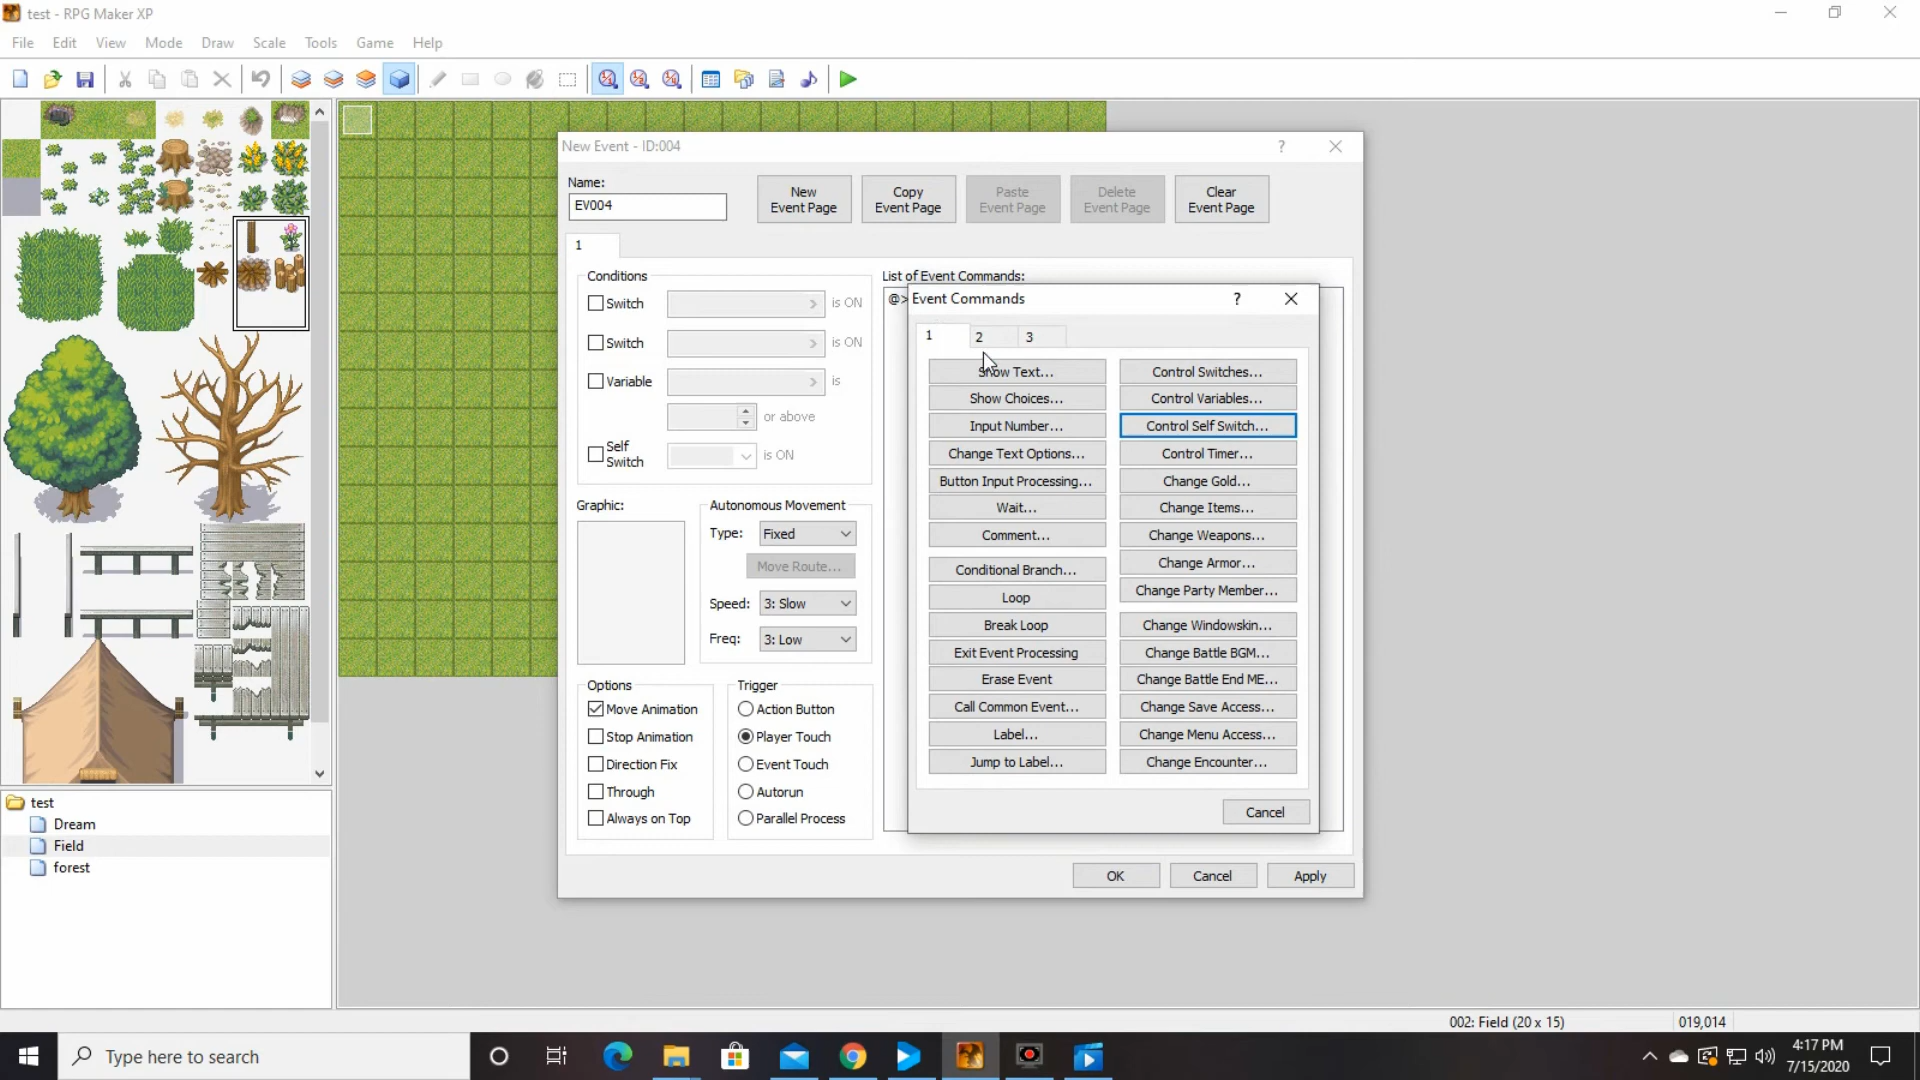 test - RPG Maker XP
File Edit View Mode Draw Scale Tools Game Help
New Event - ID:004
?
Name:
EV004
New Event Page
Copy Event Page
Paste Event Page
Delete Event Page
Clear Event Page
1
Conditions
Switch is ON
Switch is ON
Variable is
or above
Self Switch is ON
Graphic:
Autonomous Movement
Type: Fixed
Move Route...
Speed: 3: Slow
Freq: 3: Low
Options
Move Animation
Stop Animation
Direction Fix
Through
Always on Top
Trigger
Action Button
Player Touch
Event Touch
Autorun
Parallel Process
List of Event Commands:
@>
Event Commands
?
1 2 3
Show Text...
Show Choices...
Input Number...
Change Text Options...
Button Input Processing...
Wait...
Comment...
Conditional Branch...
Loop
Break Loop
Exit Event Processing
Erase Event
Call Common Event...
Label...
Jump to Label...
Control Switches...
Control Variables...
Control Self Switch...
Control Timer...
Change Gold...
Change Items...
Change Weapons...
Change Armor...
Change Party Member...
Change Windowskin...
Change Battle BGM...
Change Battle End ME...
Change Save Access...
Change Menu Access...
Change Encounter...
Cancel
OK Cancel Apply
test
Dream
Field
forest
002: Field (20 x 15) 019,014
Type here to search
4:17 PM
7/15/2020